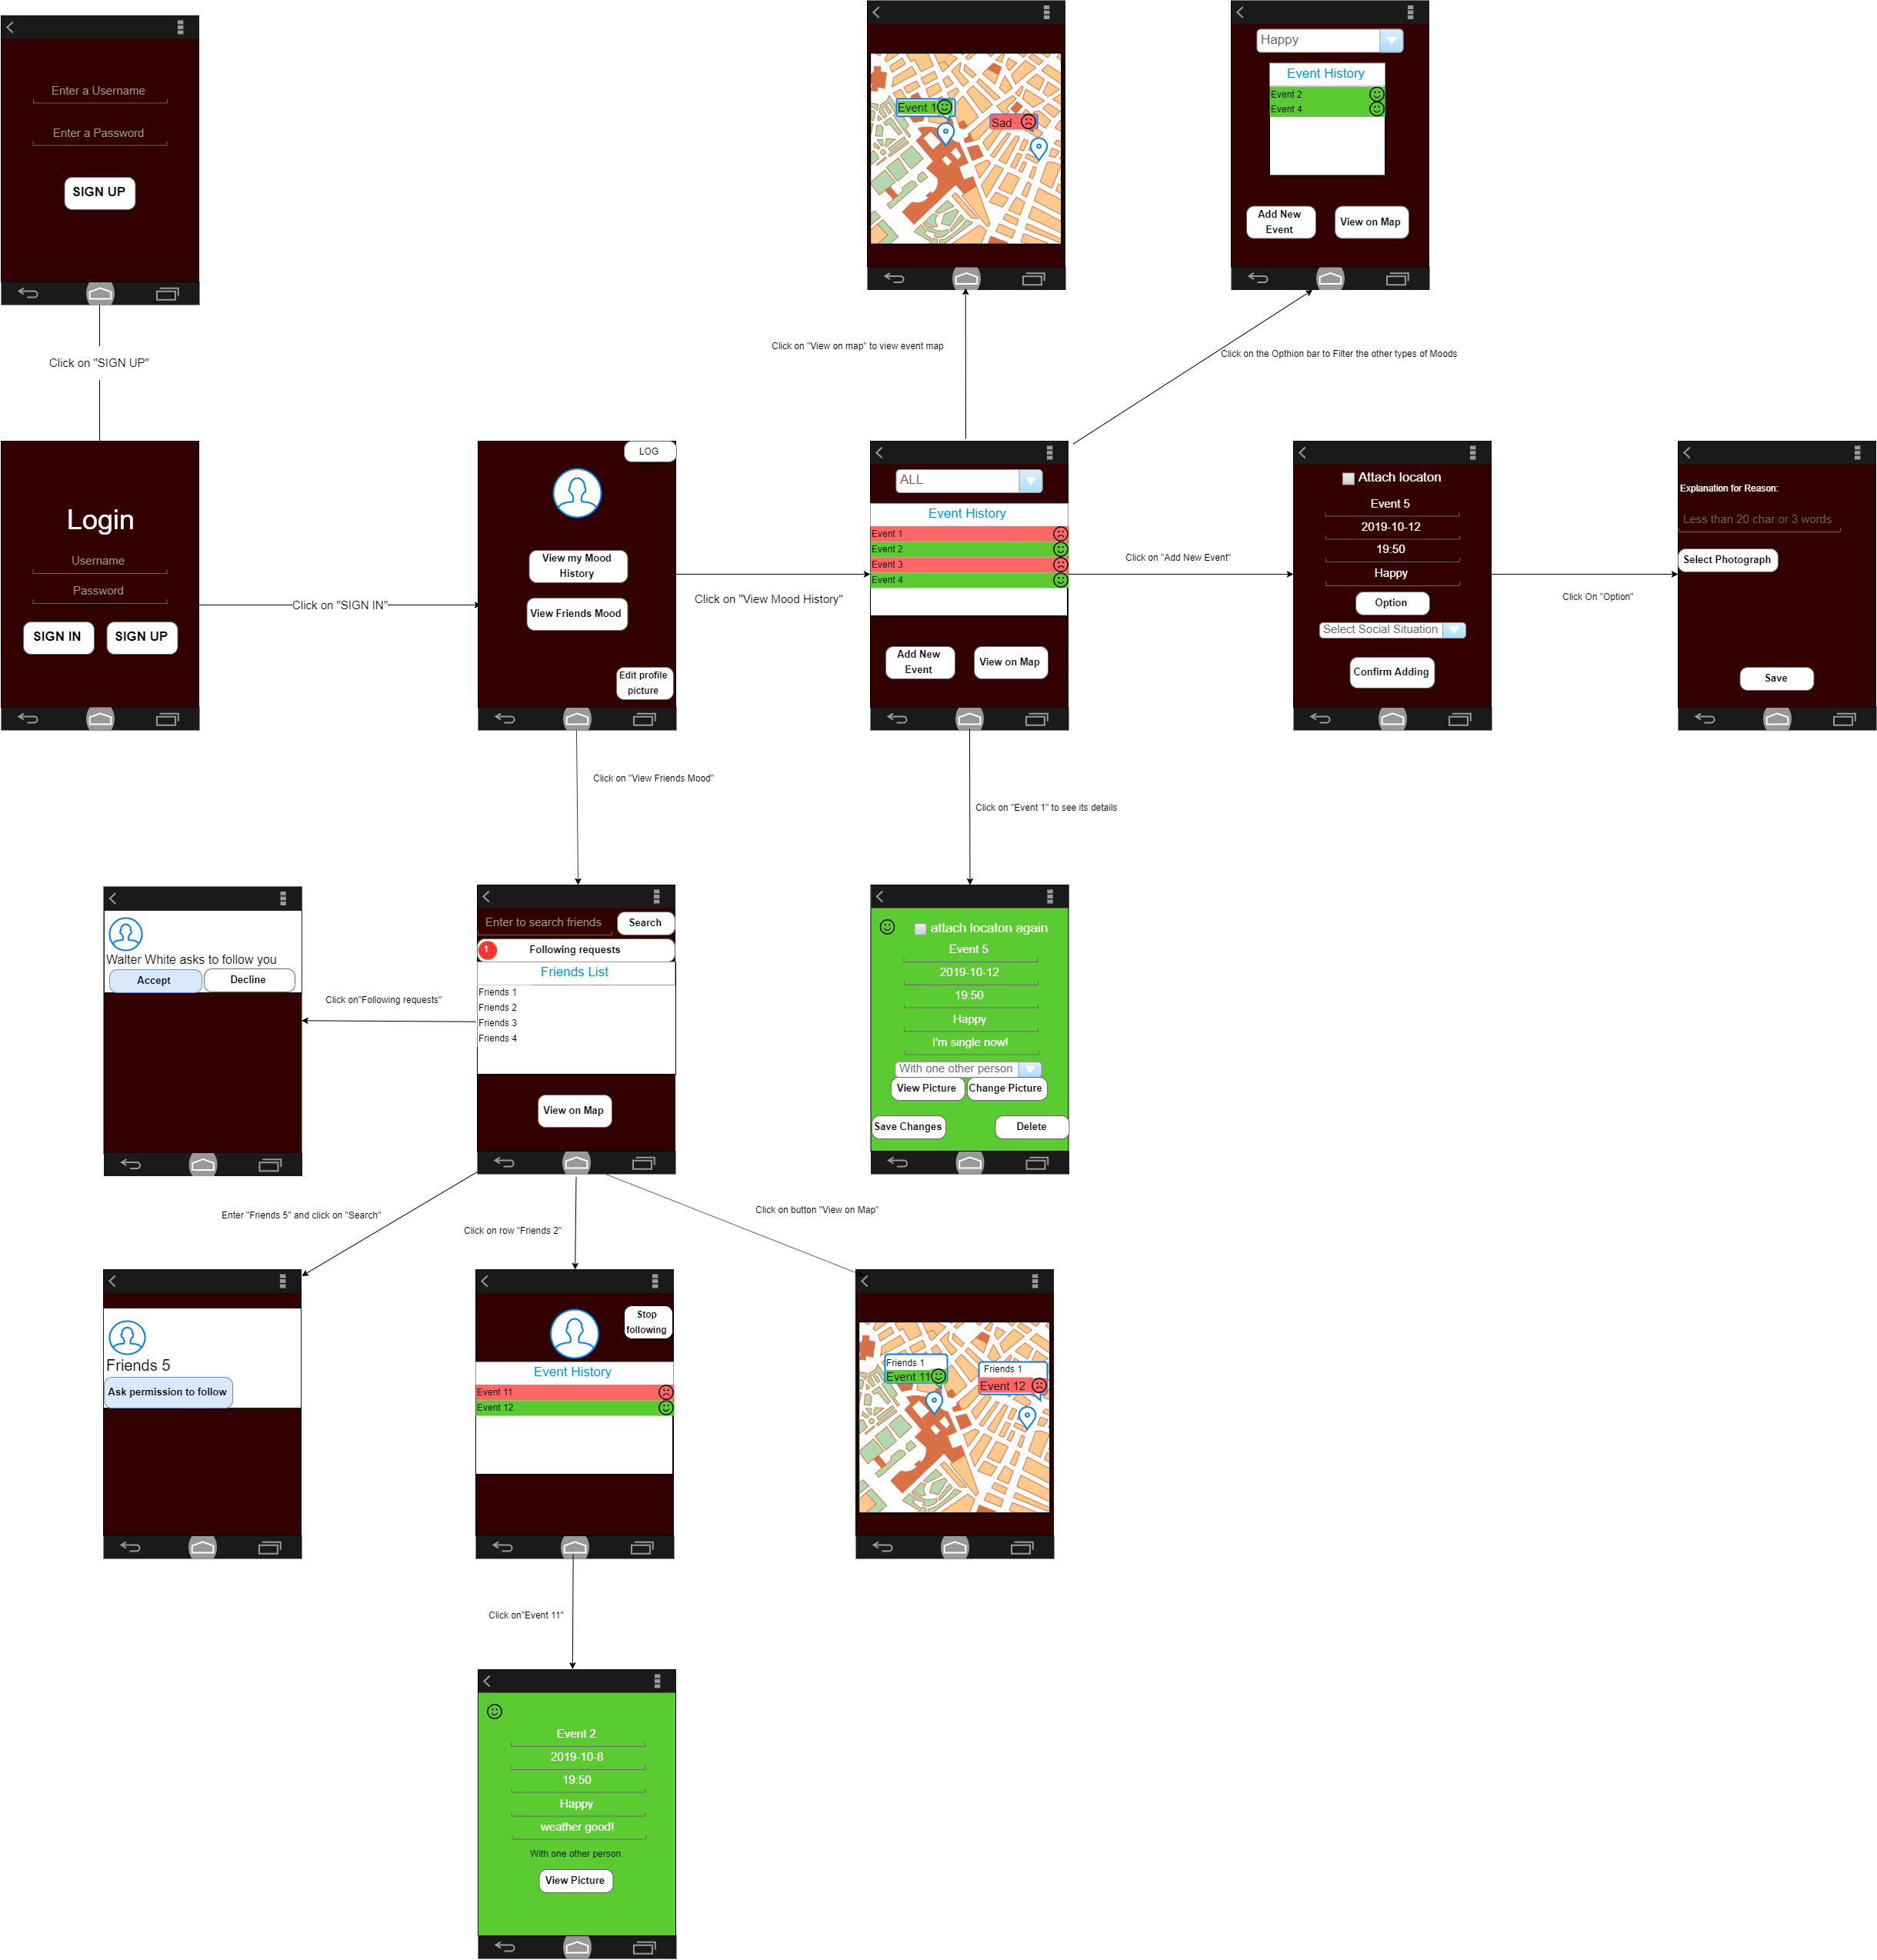 Enter a Username
Enter a Password
SIGN UP
Click on "SIGN UP"
Event 1
Sad
Happy
Event History
Event 2
Event 4
Add New
Event
View on Map
Click on "View on map" to view event map
Click on the Opthion bar to Filter the other types of Moods
Login
Username
Password
SIGN IN
SIGN UP
Click on "SIGN IN"
LOG
View my Mood
History
View Friends Mood
Edit profile
picture
Click on "View Mood History"
ALL
Event History
Event 1
Event 2
Event 3
Event 4
Add New
Event
View on Map
Click on "Add New Event"
Attach locaton
Event 5
2019-10-12
19:50
Happy
Option
Select Social Situation
Confirm Adding
Click On "Option"
Explanation for Reason:
Less than 20 char or 3 words
Select Photograph
Save
Click on "View Friends Mood"
Click on "Event 1" to see its details
Walter White asks to follow you
Accept
Decline
Click on"Following requests"
Enter to search friends
Search
1
Following requests
Friends List
Friends 1
Friends 2
Friends 3
Friends 4
View on Map
attach locaton again
Event 5
2019-10-12
19:50
Happy
I'm single now!
With one other person
View Picture
Change Picture
Save Changes
Delete
Enter "Friends 5" and click on "Search"
Click on row "Friends 2"
Click on button "View on Map"
Friends 5
Ask permission to follow
Stop
following
Event History
Event 11
Event 12
Friends 1
Event 11
Friends 1
Event 12
Click on"Event 11"
Event 2
2019-10-8
19:50
Happy
weather good!
With one other person
View Picture